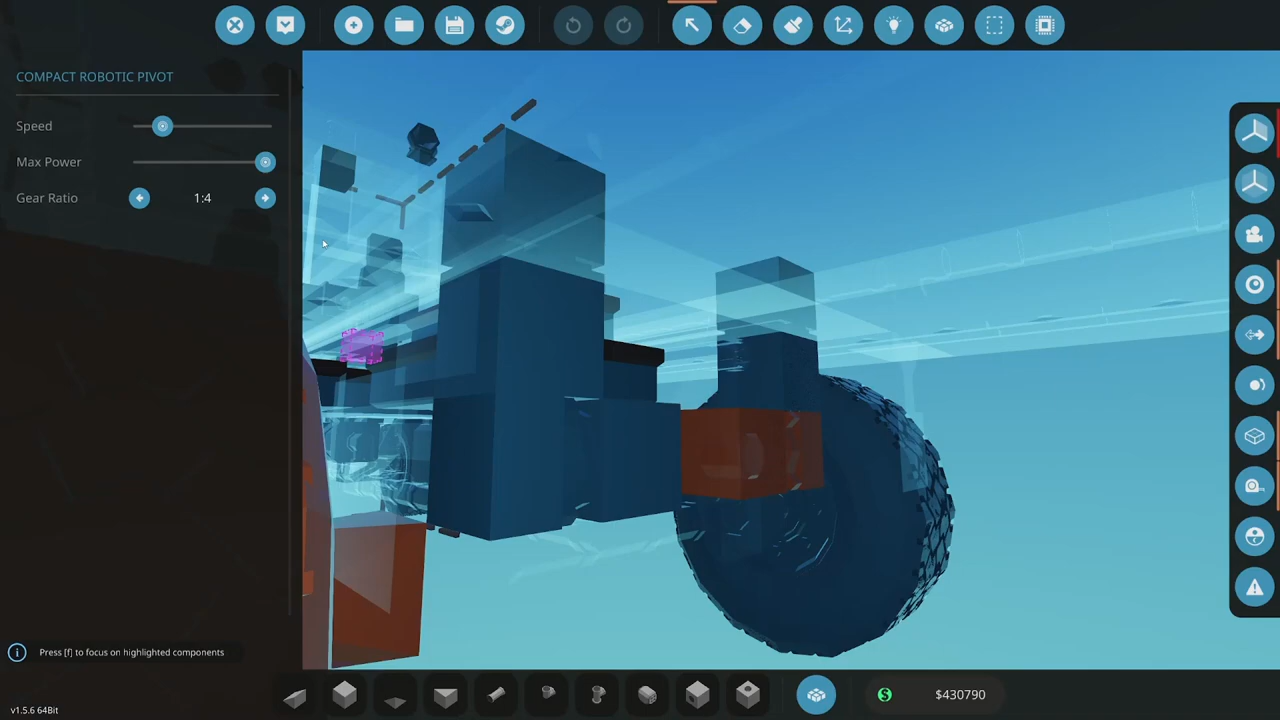 COMPACT ROBOTIC PIVOT
Speed
Max Power
Gear Ratio 1:4
Press [f] to focus on highlighted components
v1.5.6 64Bit
$ $430790